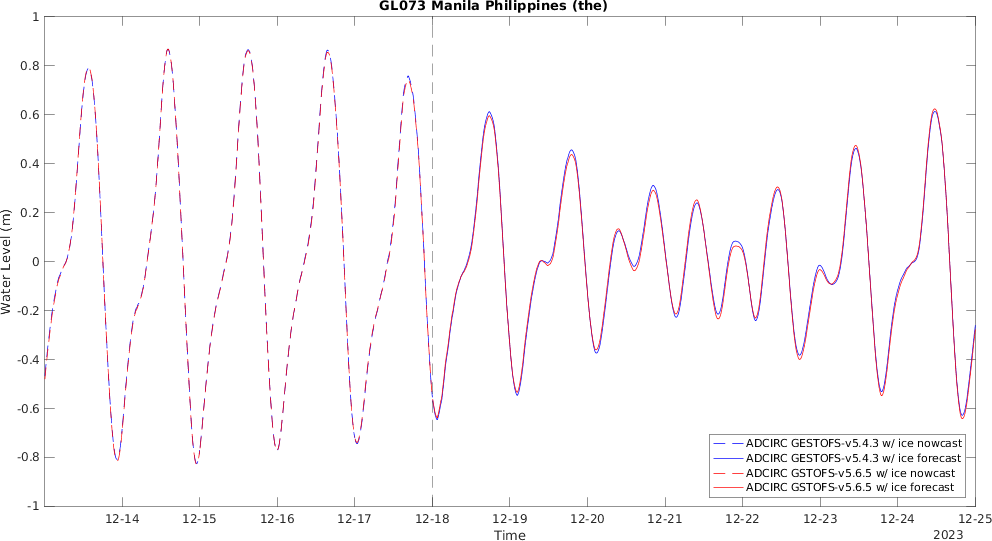 GL073 Manila Philippines (the)
1
0.8
0.6
0.4
0.2
0
-0.2
-0.4
-0.6
-0.8
-1
Water Level (m)
ADCIRC GESTOFS-v5.4.3 w/ ice nowcast
ADCIRC GESTOFS-v5.4.3 w/ ice forecast
ADCIRC GSTOFS-v5.6.5 w/ ice nowcast
ADCIRC GSTOFS-v5.6.5 w/ ice forecast
12-14 12-15 12-16 12-17 12-18 12-19 12-20 12-21 12-22 12-23 12-24 12-25
Time
2023